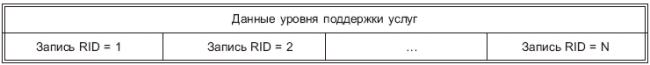 Данные уровня поддержки услуг
Запись RID = 1
Запись RID = 2
...
Запись RID = N